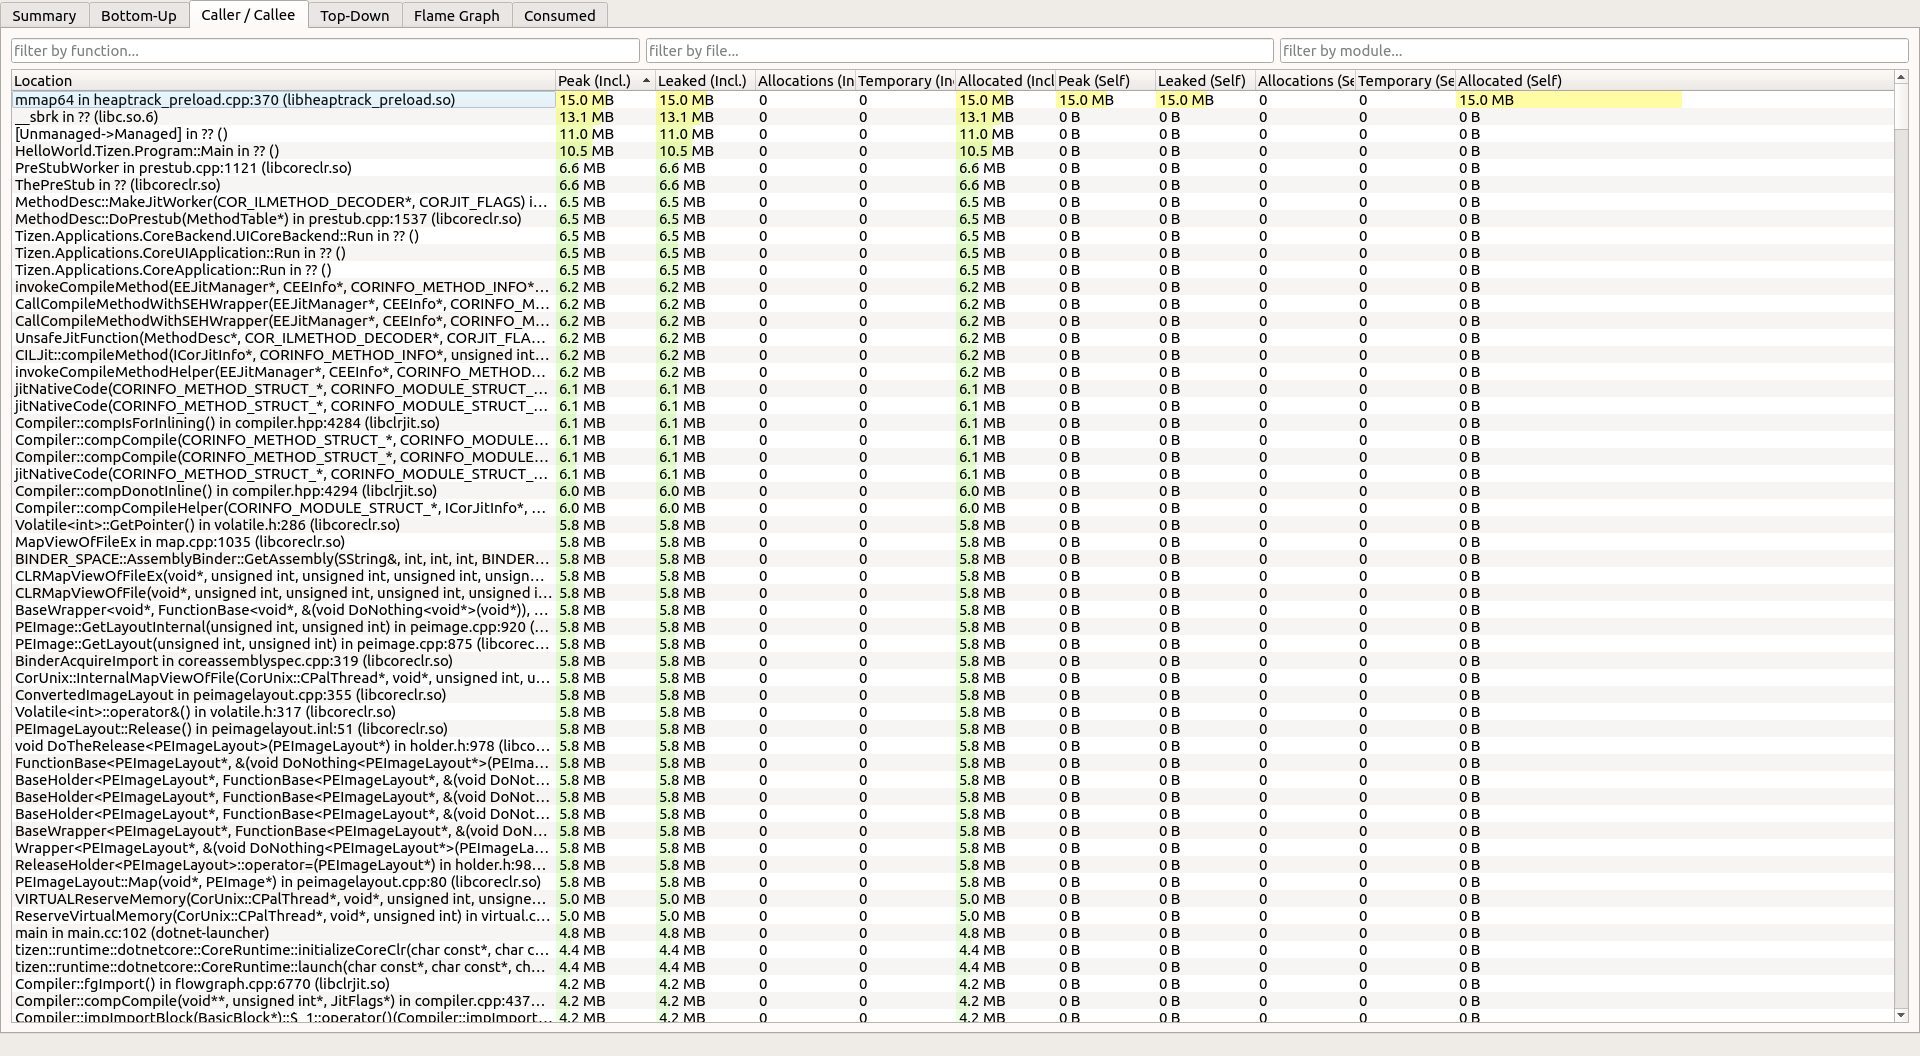 Summary Bottom-Up Caller / Callee Top-Down Flame Graph Consumed
filter by function... filter by file... filter by module...
Location Peak (Incl.) Leaked (Incl.) Allocations (In Temporary (In Allocated (Incl Peak (Self) Leaked (Self) Allocations (Se Temporary (Se Allocated (Self)
mmap64 in heaptrack_preload.cpp:370 (libheaptrack_preload.so) 15.0 MB 15.0 MB 0 0 15.0 MB 15.0 MB 15.0 MB 0 0 15.0 MB
__sbrk in ?? (libc.so.6) 13.1 MB 13.1 MB 0 0 13.1 MB 0 B 0 B 0 0 0 B
[Unmanaged->Managed] in ?? () 11.0 MB 11.0 MB 0 0 11.0 MB 0 B 0 B 0 0 0 B
HelloWorld.Tizen.Program::Main in ?? () 10.5 MB 10.5 MB 0 0 10.5 MB 0 B 0 B 0 0 0 B
PreStubWorker in prestub.cpp:1121 (libcoreclr.so) 6.6 MB 6.6 MB 0 0 6.6 MB 0 B 0 B 0 0 0 B
ThePreStub in ?? (libcoreclr.so) 6.6 MB 6.6 MB 0 0 6.6 MB 0 B 0 B 0 0 0 B
MethodDesc::MakeJitWorker(COR_ILMETHOD_DECODER*, CORJIT_FLAGS) i... 6.5 MB 6.5 MB 0 0 6.5 MB 0 B 0 B 0 0 0 B
MethodDesc::DoPrestub(MethodTable*) in prestub.cpp:1537 (libcoreclr.so) 6.5 MB 6.5 MB 0 0 6.5 MB 0 B 0 B 0 0 0 B
Tizen.Applications.CoreBackend.UICoreBackend::Run in ?? () 6.5 MB 6.5 MB 0 0 6.5 MB 0 B 0 B 0 0 0 B
Tizen.Applications.CoreUIApplication::Run in ?? () 6.5 MB 6.5 MB 0 0 6.5 MB 0 B 0 B 0 0 0 B
Tizen.Applications.CoreApplication::Run in ?? () 6.5 MB 6.5 MB 0 0 6.5 MB 0 B 0 B 0 0 0 B
invokeCompileMethod(EEJitManager*, CEEInfo*, CORINFO_METHOD_INFO*... 6.2 MB 6.2 MB 0 0 6.2 MB 0 B 0 B 0 0 0 B
CallCompileMethodWithSEHWrapper(EEJitManager*, CEEInfo*, CORINFO_M... 6.2 MB 6.2 MB 0 0 6.2 MB 0 B 0 B 0 0 0 B
CallCompileMethodWithSEHWrapper(EEJitManager*, CEEInfo*, CORINFO_M... 6.2 MB 6.2 MB 0 0 6.2 MB 0 B 0 B 0 0 0 B
UnsafeJitFunction(MethodDesc*, COR_ILMETHOD_DECODER*, CORJIT_FLA... 6.2 MB 6.2 MB 0 0 6.2 MB 0 B 0 B 0 0 0 B
CILJit::compileMethod(ICorJitInfo*, CORINFO_METHOD_INFO*, unsigned int... 6.2 MB 6.2 MB 0 0 6.2 MB 0 B 0 B 0 0 0 B
invokeCompileMethodHelper(EEJitManager*, CEEInfo*, CORINFO_METHOD... 6.2 MB 6.2 MB 0 0 6.2 MB 0 B 0 B 0 0 0 B
jitNativeCode(CORINFO_METHOD_STRUCT_*, CORINFO_MODULE_STRUCT_... 6.1 MB 6.1 MB 0 0 6.1 MB 0 B 0 B 0 0 0 B
jitNativeCode(CORINFO_METHOD_STRUCT_*, CORINFO_MODULE_STRUCT_... 6.1 MB 6.1 MB 0 0 6.1 MB 0 B 0 B 0 0 0 B
Compiler::compIsForInlining() in compiler.hpp:4284 (libclrjit.so) 6.1 MB 6.1 MB 0 0 6.1 MB 0 B 0 B 0 0 0 B
Compiler::compCompile(CORINFO_METHOD_STRUCT_*, CORINFO_MODULE... 6.1 MB 6.1 MB 0 0 6.1 MB 0 B 0 B 0 0 0 B
Compiler::compCompile(CORINFO_METHOD_STRUCT_*, CORINFO_MODULE... 6.1 MB 6.1 MB 0 0 6.1 MB 0 B 0 B 0 0 0 B
jitNativeCode(CORINFO_METHOD_STRUCT_*, CORINFO_MODULE_STRUCT_... 6.1 MB 6.1 MB 0 0 6.1 MB 0 B 0 B 0 0 0 B
Compiler::compDonotInline() in compiler.hpp:4294 (libclrjit.so) 6.0 MB 6.0 MB 0 0 6.0 MB 0 B 0 B 0 0 0 B
Compiler::compCompileHelper(CORINFO_MODULE_STRUCT_*, ICorJitInfo*, ... 6.0 MB 6.0 MB 0 0 6.0 MB 0 B 0 B 0 0 0 B
Volatile<int>::GetPointer() in volatile.h:286 (libcoreclr.so) 5.8 MB 5.8 MB 0 0 5.8 MB 0 B 0 B 0 0 0 B
MapViewOfFileEx in map.cpp:1035 (libcoreclr.so) 5.8 MB 5.8 MB 0 0 5.8 MB 0 B 0 B 0 0 0 B
BINDER_SPACE::AssemblyBinder::GetAssembly(SString&, int, int, int, BINDER... 5.8 MB 5.8 MB 0 0 5.8 MB 0 B 0 B 0 0 0 B
CLRMapViewOfFileEx(void*, unsigned int, unsigned int, unsigned int, unsign... 5.8 MB 5.8 MB 0 0 5.8 MB 0 B 0 B 0 0 0 B
CLRMapViewOfFile(void*, unsigned int, unsigned int, unsigned int, unsigned i... 5.8 MB 5.8 MB 0 0 5.8 MB 0 B 0 B 0 0 0 B
BaseWrapper<void*, FunctionBase<void*, &(void DoNothing<void*>(void*)), ... 5.8 MB 5.8 MB 0 0 5.8 MB 0 B 0 B 0 0 0 B
PEImage::GetLayoutInternal(unsigned int, unsigned int) in peimage.cpp:920 (... 5.8 MB 5.8 MB 0 0 5.8 MB 0 B 0 B 0 0 0 B
PEImage::GetLayout(unsigned int, unsigned int) in peimage.cpp:875 (libcorec... 5.8 MB 5.8 MB 0 0 5.8 MB 0 B 0 B 0 0 0 B
BinderAcquireImport in coreassemblyspec.cpp:319 (libcoreclr.so) 5.8 MB 5.8 MB 0 0 5.8 MB 0 B 0 B 0 0 0 B
CorUnix::InternalMapViewOfFile(CorUnix::CPalThread*, void*, unsigned int, u... 5.8 MB 5.8 MB 0 0 5.8 MB 0 B 0 B 0 0 0 B
ConvertedImageLayout in peimagelayout.cpp:355 (libcoreclr.so) 5.8 MB 5.8 MB 0 0 5.8 MB 0 B 0 B 0 0 0 B
Volatile<int>::operator&() in volatile.h:317 (libcoreclr.so) 5.8 MB 5.8 MB 0 0 5.8 MB 0 B 0 B 0 0 0 B
PEImageLayout::Release() in peimagelayout.inl:51 (libcoreclr.so) 5.8 MB 5.8 MB 0 0 5.8 MB 0 B 0 B 0 0 0 B
void DoTheRelease<PEImageLayout>(PEImageLayout*) in holder.h:978 (libco... 5.8 MB 5.8 MB 0 0 5.8 MB 0 B 0 B 0 0 0 B
FunctionBase<PEImageLayout*, &(void DoNothing<PEImageLayout*>(PEIma... 5.8 MB 5.8 MB 0 0 5.8 MB 0 B 0 B 0 0 0 B
BaseHolder<PEImageLayout*, FunctionBase<PEImageLayout*, &(void DoNot... 5.8 MB 5.8 MB 0 0 5.8 MB 0 B 0 B 0 0 0 B
BaseHolder<PEImageLayout*, FunctionBase<PEImageLayout*, &(void DoNot... 5.8 MB 5.8 MB 0 0 5.8 MB 0 B 0 B 0 0 0 B
BaseHolder<PEImageLayout*, FunctionBase<PEImageLayout*, &(void DoNot... 5.8 MB 5.8 MB 0 0 5.8 MB 0 B 0 B 0 0 0 B
BaseWrapper<PEImageLayout*, FunctionBase<PEImageLayout*, &(void DoN... 5.8 MB 5.8 MB 0 0 5.8 MB 0 B 0 B 0 0 0 B
Wrapper<PEImageLayout*, &(void DoNothing<PEImageLayout*>(PEImageLa... 5.8 MB 5.8 MB 0 0 5.8 MB 0 B 0 B 0 0 0 B
ReleaseHolder<PEImageLayout>::operator=(PEImageLayout*) in holder.h:98... 5.8 MB 5.8 MB 0 0 5.8 MB 0 B 0 B 0 0 0 B
PEImageLayout::Map(void*, PEImage*) in peimagelayout.cpp:80 (libcoreclr.so) 5.8 MB 5.8 MB 0 0 5.8 MB 0 B 0 B 0 0 0 B
VIRTUALReserveMemory(CorUnix::CPalThread*, void*, unsigned int, unsigne... 5.0 MB 5.0 MB 0 0 5.0 MB 0 B 0 B 0 0 0 B
ReserveVirtualMemory(CorUnix::CPalThread*, void*, unsigned int) in virtual.c... 5.0 MB 5.0 MB 0 0 5.0 MB 0 B 0 B 0 0 0 B
main in main.cc:102 (dotnet-launcher) 4.8 MB 4.8 MB 0 0 4.8 MB 0 B 0 B 0 0 0 B
tizen::runtime::dotnetcore::CoreRuntime::initializeCoreClr(char const*, char c... 4.4 MB 4.4 MB 0 0 4.4 MB 0 B 0 B 0 0 0 B
tizen::runtime::dotnetcore::CoreRuntime::launch(char const*, char const*, ch... 4.4 MB 4.4 MB 0 0 4.4 MB 0 B 0 B 0 0 0 B
Compiler::fgImport() in flowgraph.cpp:6770 (libclrjit.so) 4.2 MB 4.2 MB 0 0 4.2 MB 0 B 0 B 0 0 0 B
Compiler::compCompile(void**, unsigned int*, JitFlags*) in compiler.cpp:437... 4.2 MB 4.2 MB 0 0 4.2 MB 0 B 0 B 0 0 0 B
Compiler::impImportBlock(BasicBlock*)::$_1::operator()(Compiler::impImport... 4.2 MB 4.2 MB 0 0 4.2 MB 0 B 0 B 0 0 0 B